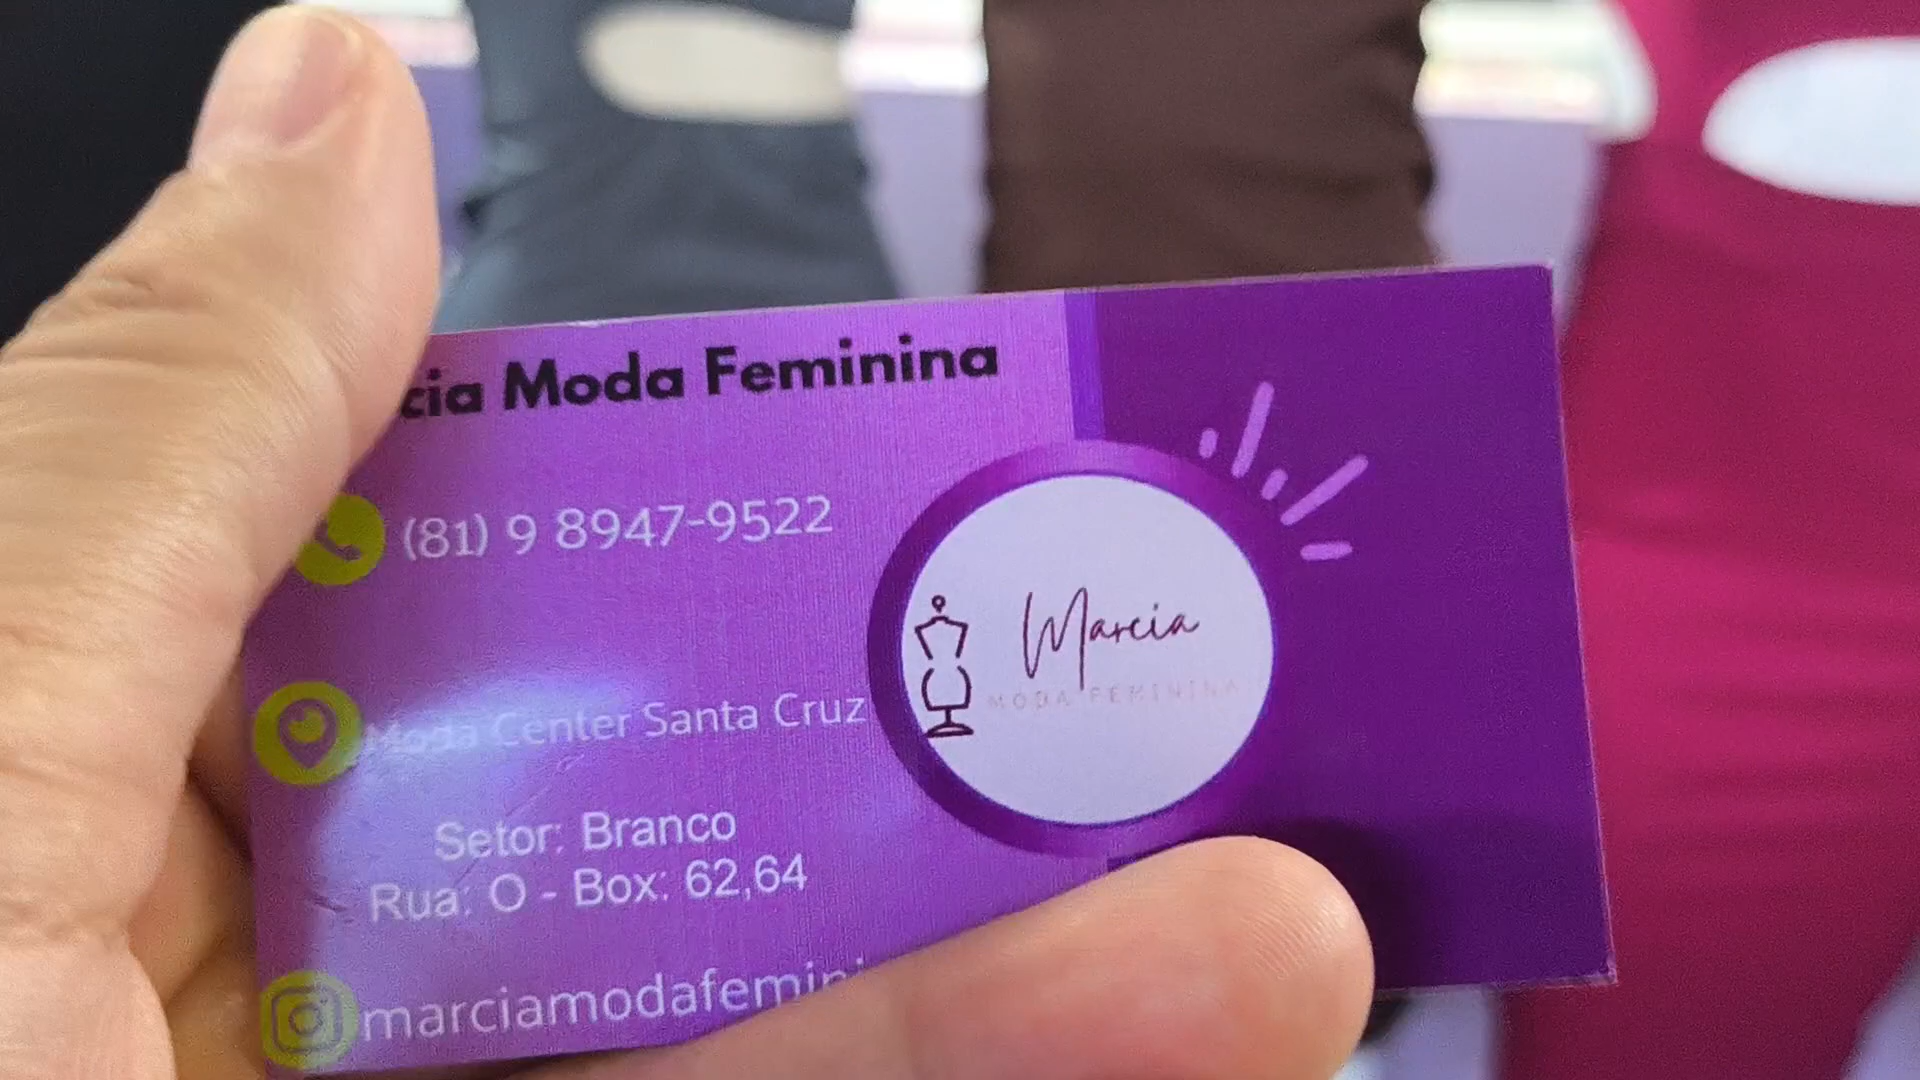 cia Moda Feminina
(81) 9 8947-9522
Moda Center Santa Cruz
Setor: Branco
Rua: O - Box: 62,64
marciamodafemini
Marcia
MODA FEMININA